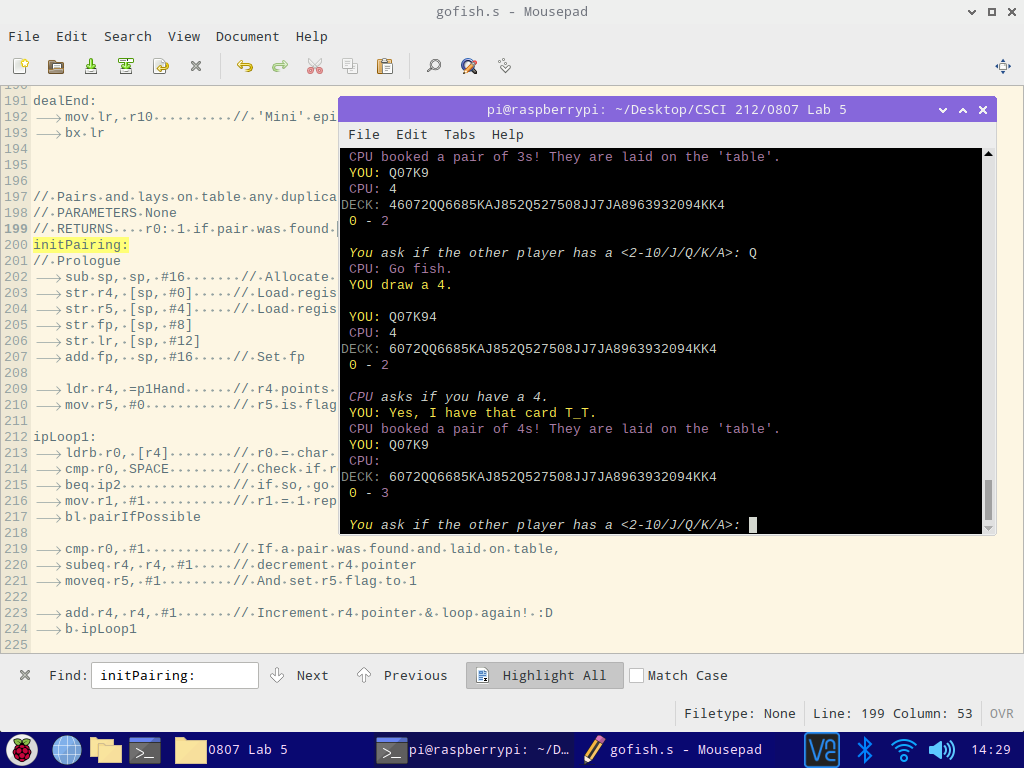 gofish.s - Mousepad
File Edit Search View Document Help
191 dealEnd:
192 mov lr, r10 // 'Mini' epi
193 bx lr
194
195
196
197 // Pairs and lays on table any duplica
198 // PARAMETERS None
199 // RETURNS r0: 1 if pair was found
200 initPairing:
201 // Prologue
202 sub sp, sp, #16 // Allocate
203 str r4, [sp, #0] // Load regis
204 str r5, [sp, #4] // Load regis
205 str fp, [sp, #8]
206 str lr, [sp, #12]
207 add fp, sp, #16 // Set fp
208
209 ldr r4, =p1Hand // r4 points
210 mov r5, #0 // r5 is flag
211
212 ipLoop1:
213 ldrb r0, [r4] // r0 = char
214 cmp r0, SPACE // Check if r
215 beq ip2 // if so, go
216 mov r1, #1 // r1 = 1 rep
217 bl pairIfPossible
218
219 cmp r0, #1 // If a pair was found and laid on table,
220 subeq r4, r4, #1 // decrement r4 pointer
221 moveq r5, #1 // And set r5 flag to 1
222
223 add r4, r4, #1 // Increment r4 pointer & loop again! :D
224 b ipLoop1
225
pi@raspberrypi: ~/Desktop/CSCI 212/0807 Lab 5
File Edit Tabs Help
CPU booked a pair of 3s! They are laid on the 'table'.
YOU: Q07K9
CPU: 4
DECK: 46072QQ6685KAJ852Q527508JJ7JA8963932094KK4
0 - 2
You ask if the other player has a <2-10/J/Q/K/A>: Q
CPU: Go fish.
YOU draw a 4.
YOU: Q07K94
CPU: 4
DECK: 6072QQ6685KAJ852Q527508JJ7JA8963932094KK4
0 - 2
CPU asks if you have a 4.
YOU: Yes, I have that card T_T.
CPU booked a pair of 4s! They are laid on the 'table'.
YOU: Q07K9
CPU:
DECK: 6072QQ6685KAJ852Q527508JJ7JA8963932094KK4
0 - 3
You ask if the other player has a <2-10/J/Q/K/A>:
Find: initPairing: Next Previous Highlight All Match Case
Filetype: None Line: 199 Column: 53 OVR
0807 Lab 5 pi@raspberrypi: ~/D... gofish.s - Mousepad 14:29